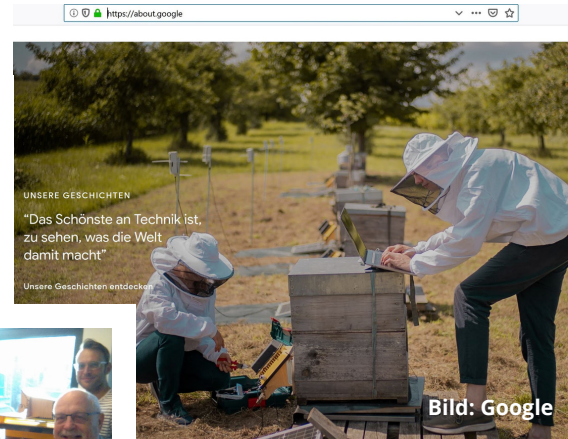 https://about.google
UNSERE GESCHICHTEN
“Das Schönste an Technik ist,
zu sehen, was die Welt
damit macht”
Unsere Geschichten entdecken
Bild: Google